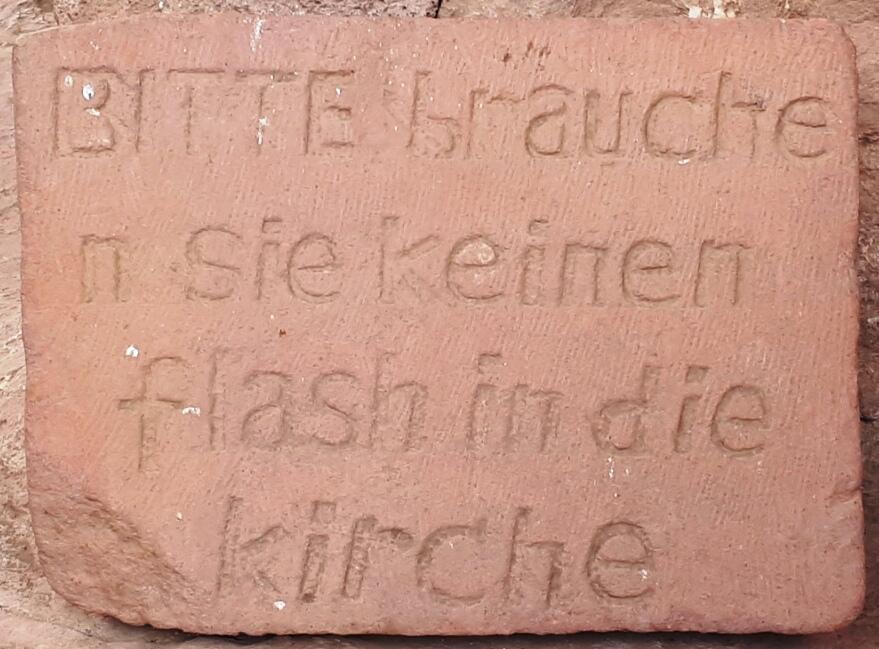 BITTE brauche
n sie keinen
flash in die
kirche